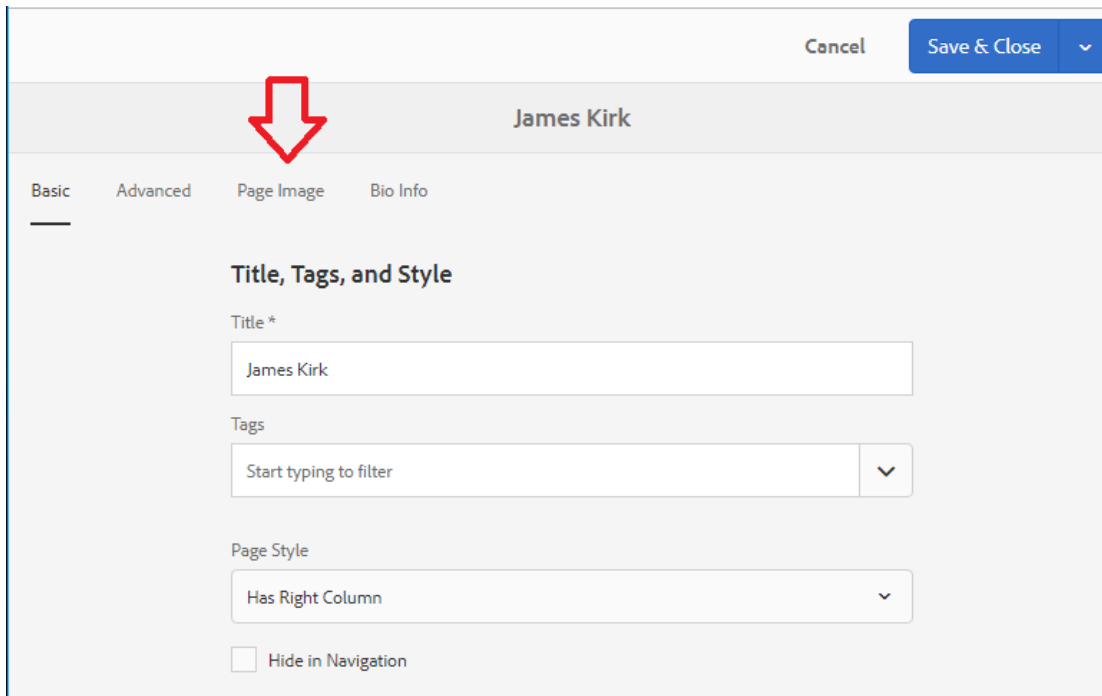 Cancel Save & Close
James Kirk
Basic Advanced Page Image Bio Info
Title, Tags, and Style
Title *
James Kirk
Tags
Start typing to filter
Page Style
Has Right Column
Hide in Navigation